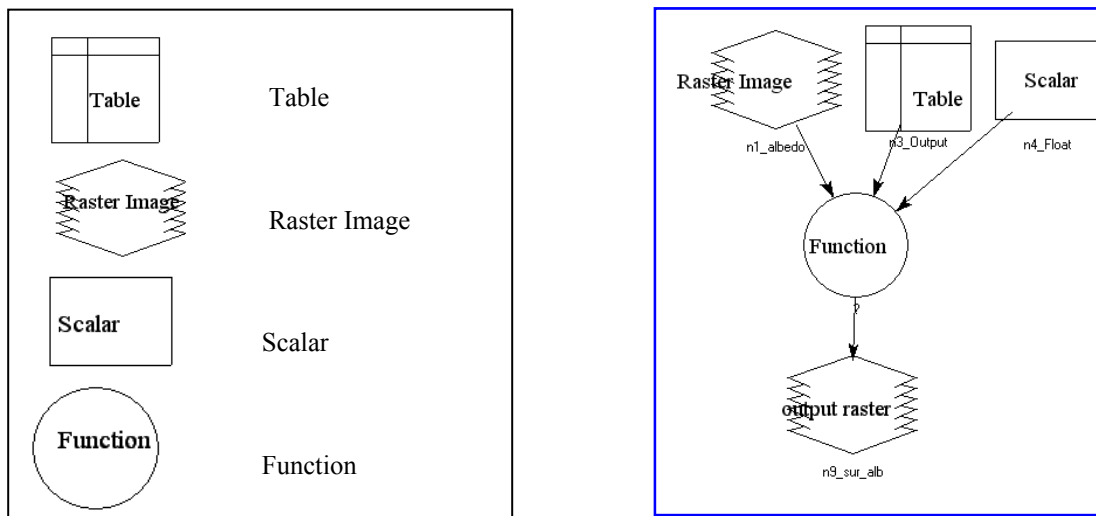 Table
Table
Raster Image
Raster Image
Scalar
Scalar
Function
Function
Raster Image
Table
Scalar
n1_albedo
n3_Output
n4_Float
Function
?
output raster
n9_sur_alb